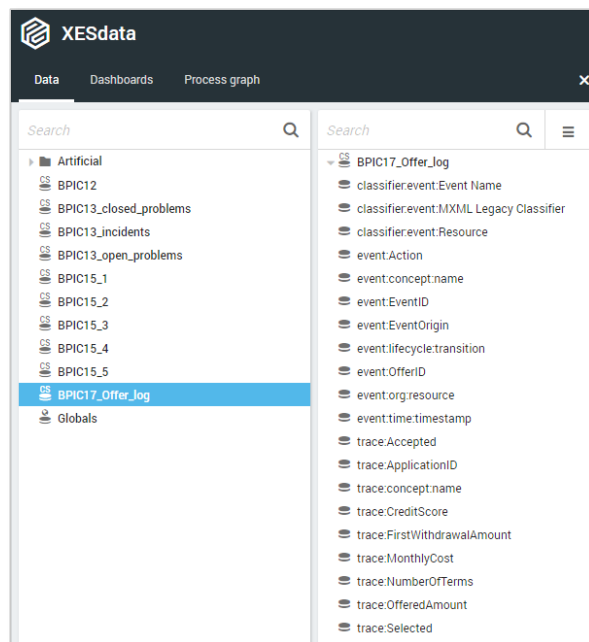 XESdata
Data Dashboards Process graph
Search
Artificial
BPIC12
BPIC13_closed_problems
BPIC13_incidents
BPIC13_open_problems
BPIC15_1
BPIC15_2
BPIC15_3
BPIC15_4
BPIC15_5
BPIC17_Offer_log
Globals
Search
BPIC17_Offer_log
classifier:event:Event Name
classifier:event:MXML Legacy Classifier
classifier:event:Resource
event:Action
event:concept:name
event:EventID
event:EventOrigin
event:lifecycle:transition
event:OfferID
event:org:resource
event:time:timestamp
trace:Accepted
trace:ApplicationID
trace:concept:name
trace:CreditScore
trace:FirstWithdrawalAmount
trace:MonthlyCost
trace:NumberOfTerms
trace:OfferedAmount
trace:Selected